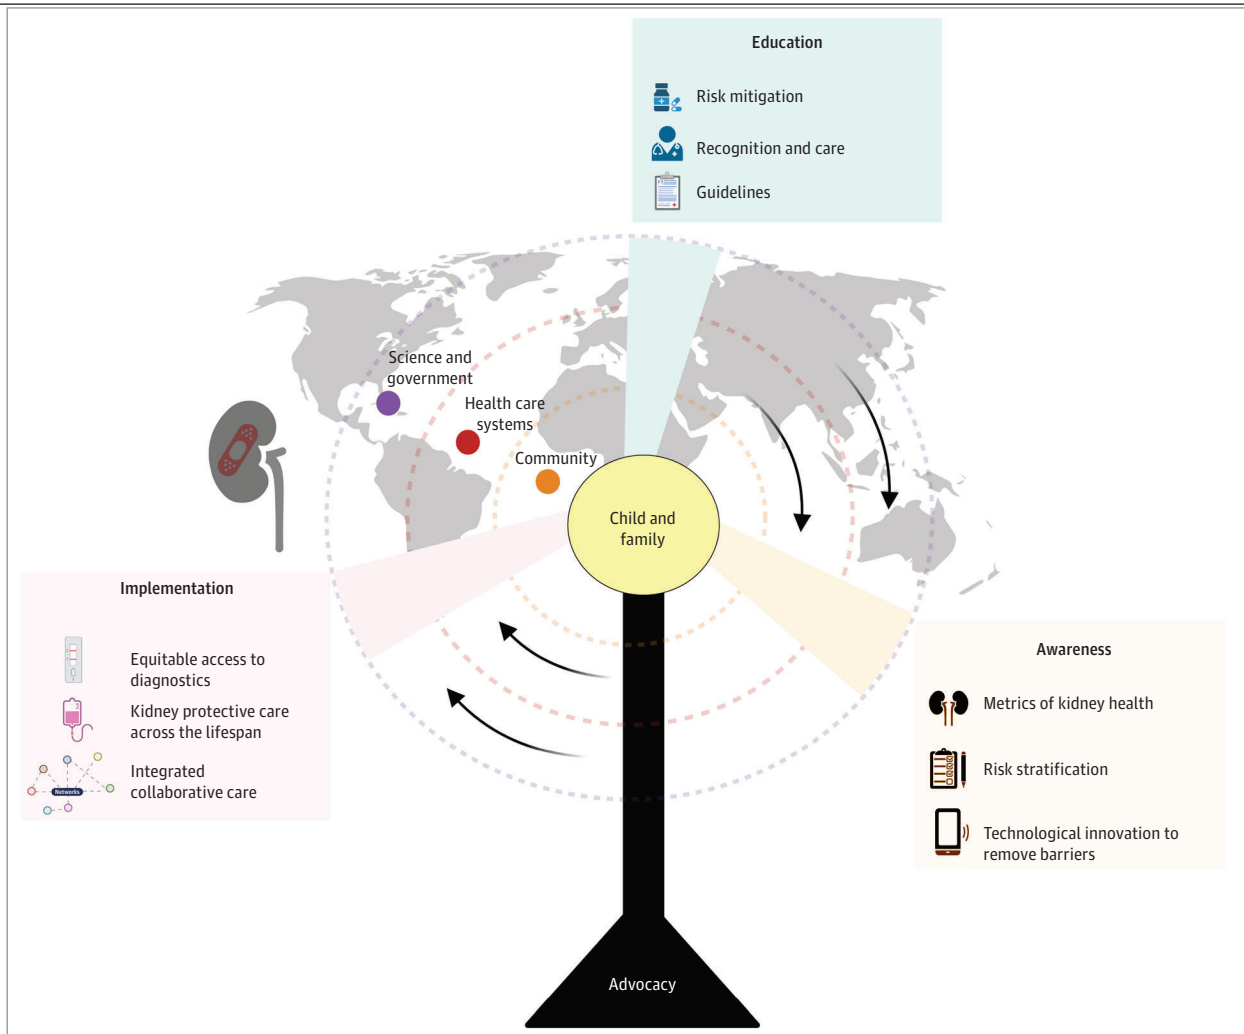 Education
Risk mitigation
Recognition and care
Guidelines
Science and
government
Health care
systems
Community
Child and
family
Implementation
Equitable access to
diagnostics
Kidney protective care
across the lifespan
Networks
Integrated
collaborative care
Awareness
Metrics of kidney health
Risk stratification
Technological innovation to
remove barriers
Advocacy